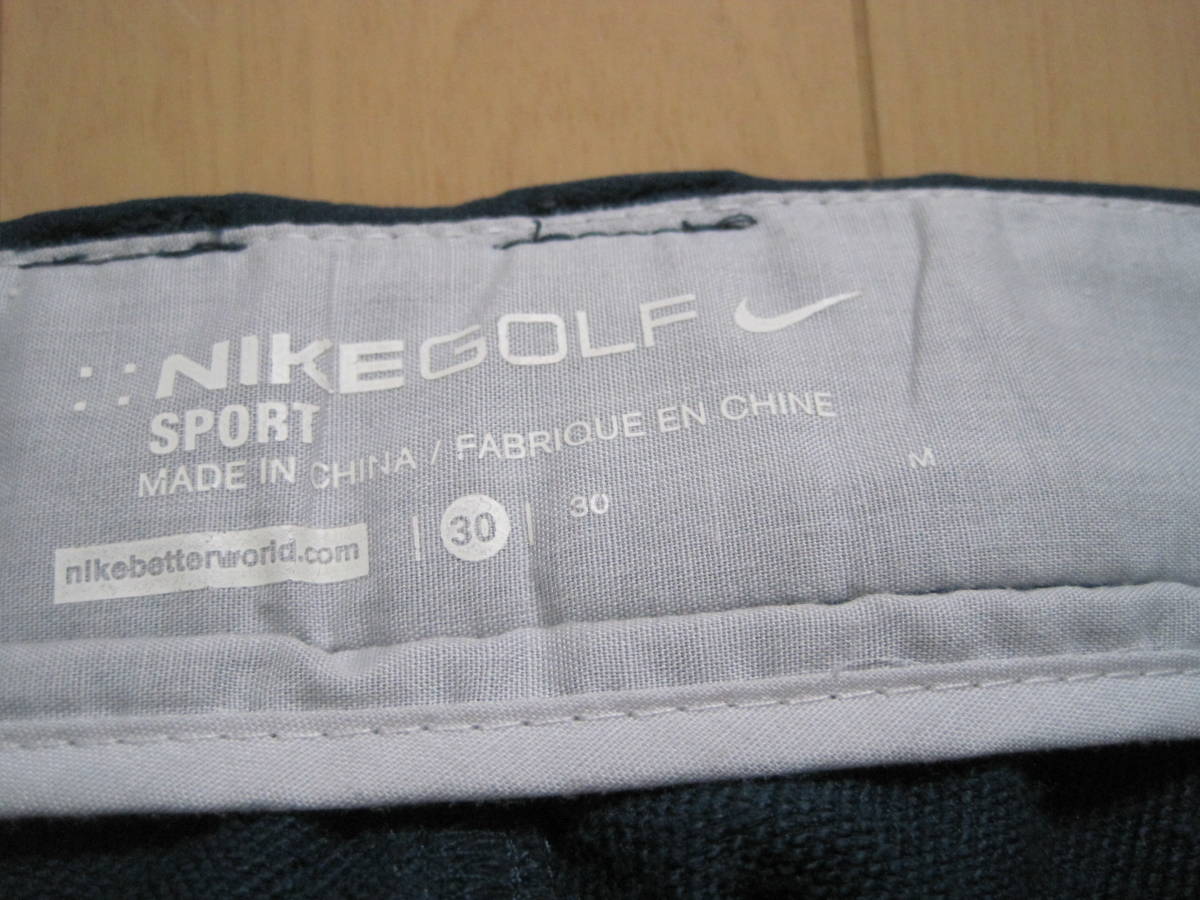 NIKEGOLF
SPORT
MADE IN CHINA / FABRIQUE EN CHINE
M
nikebetterworld.com | 30 | 30